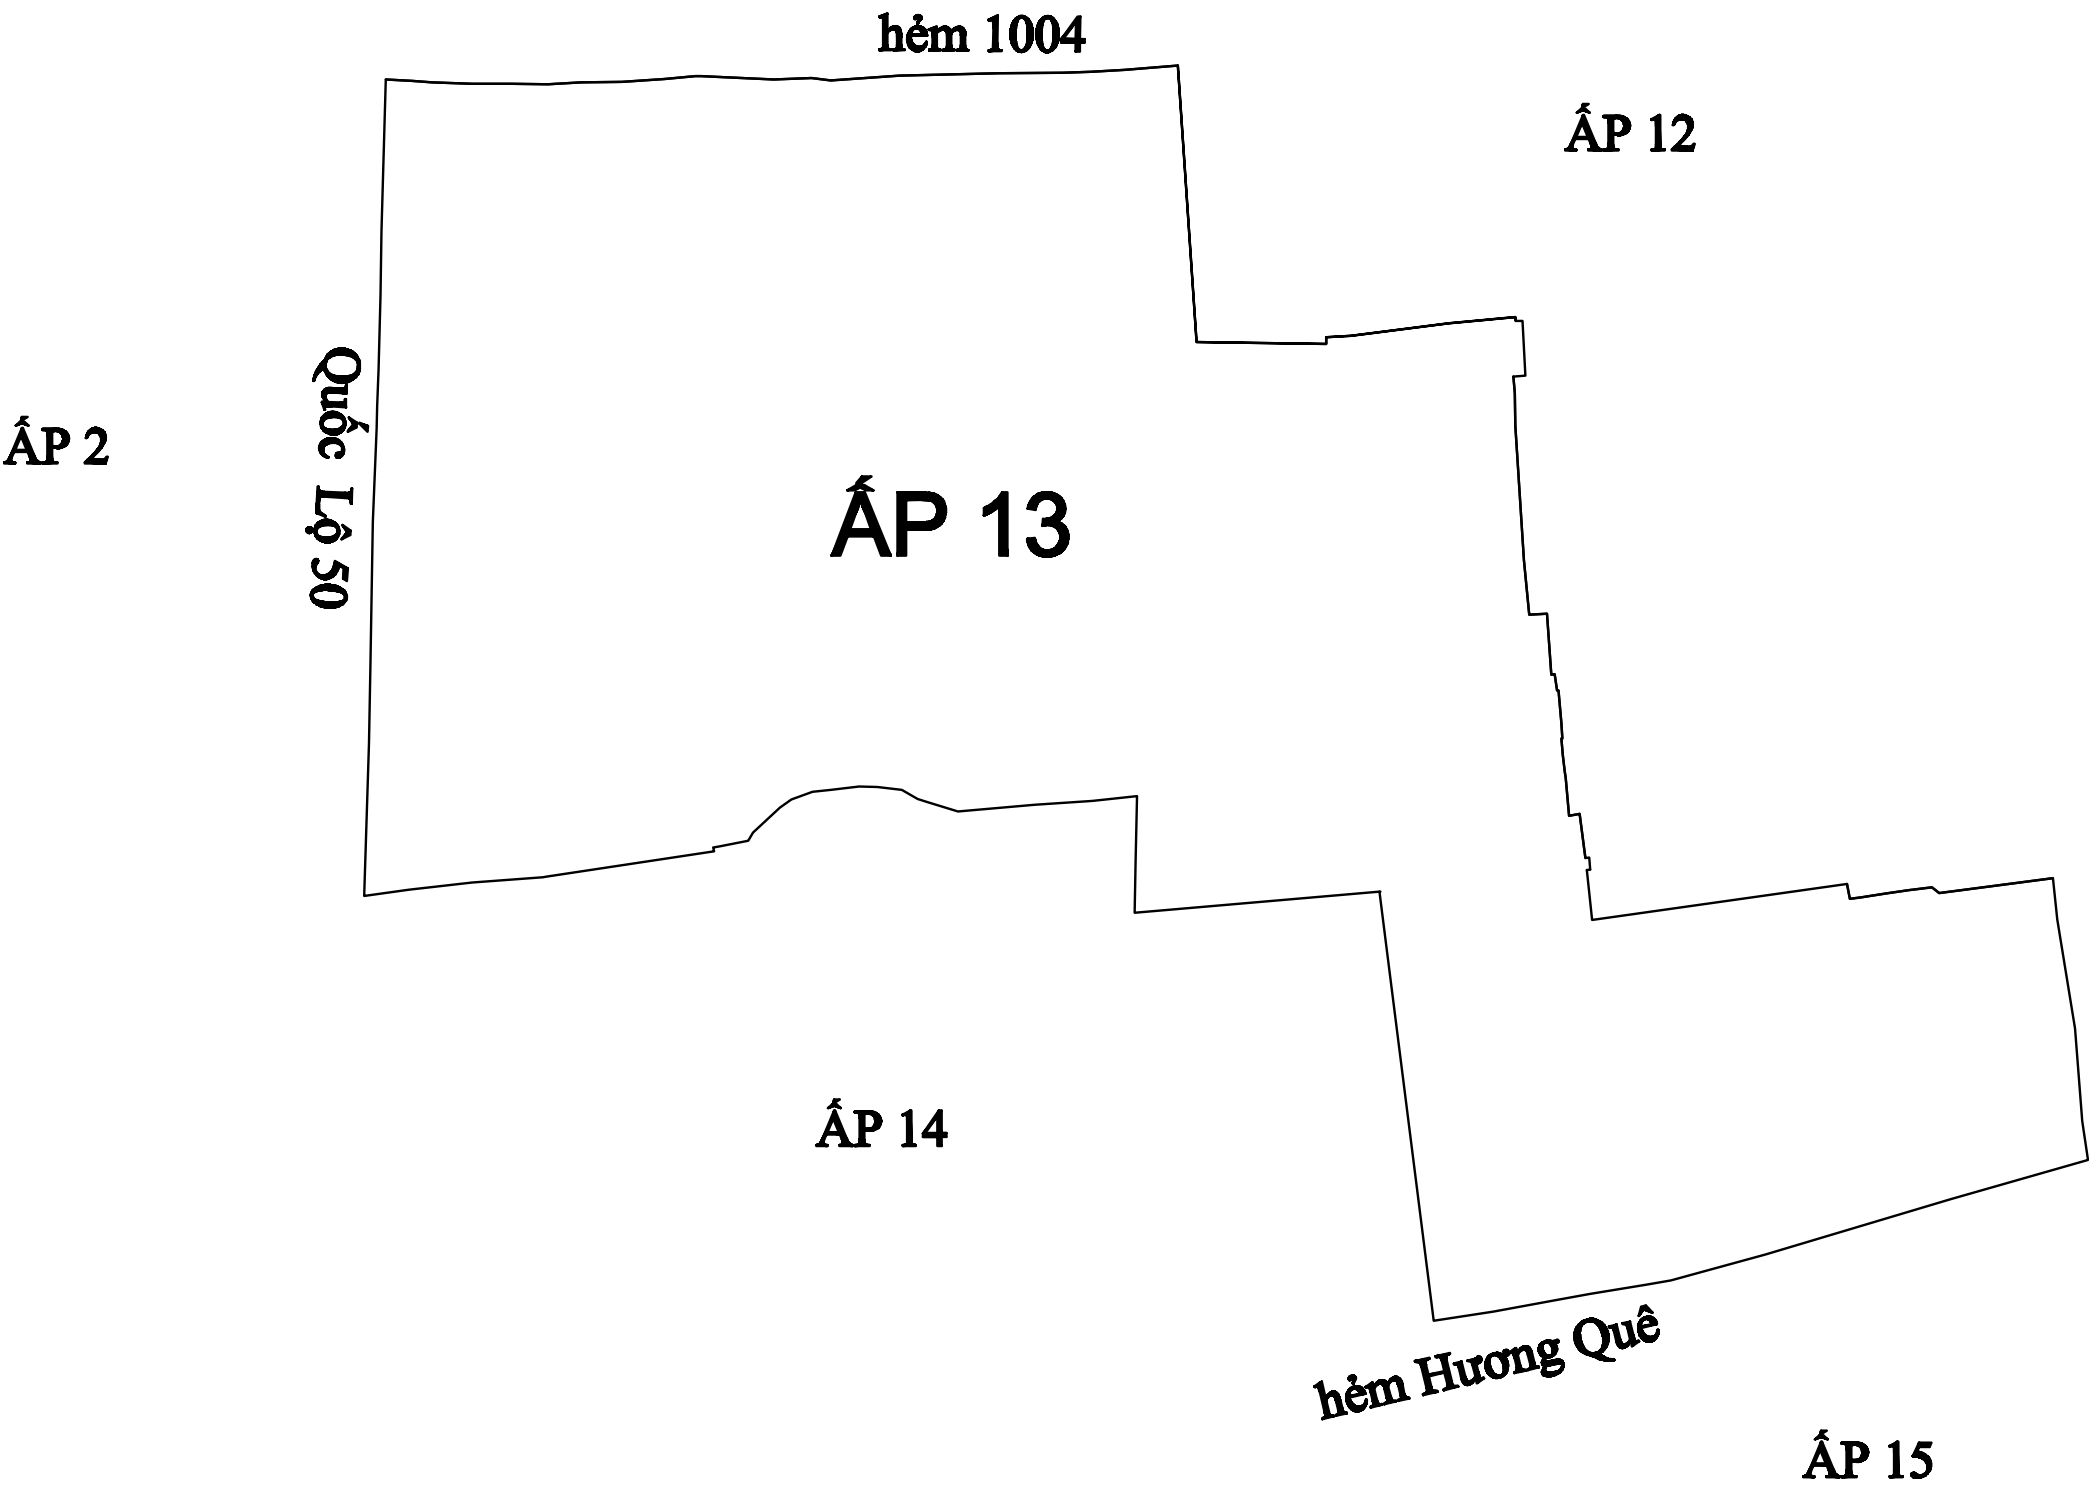 hẻm 1004
ẤP 12
Quốc Lộ 50
ẤP 2
ẤP 13
ẤP 14
hẻm Hương Quê
ẤP 15